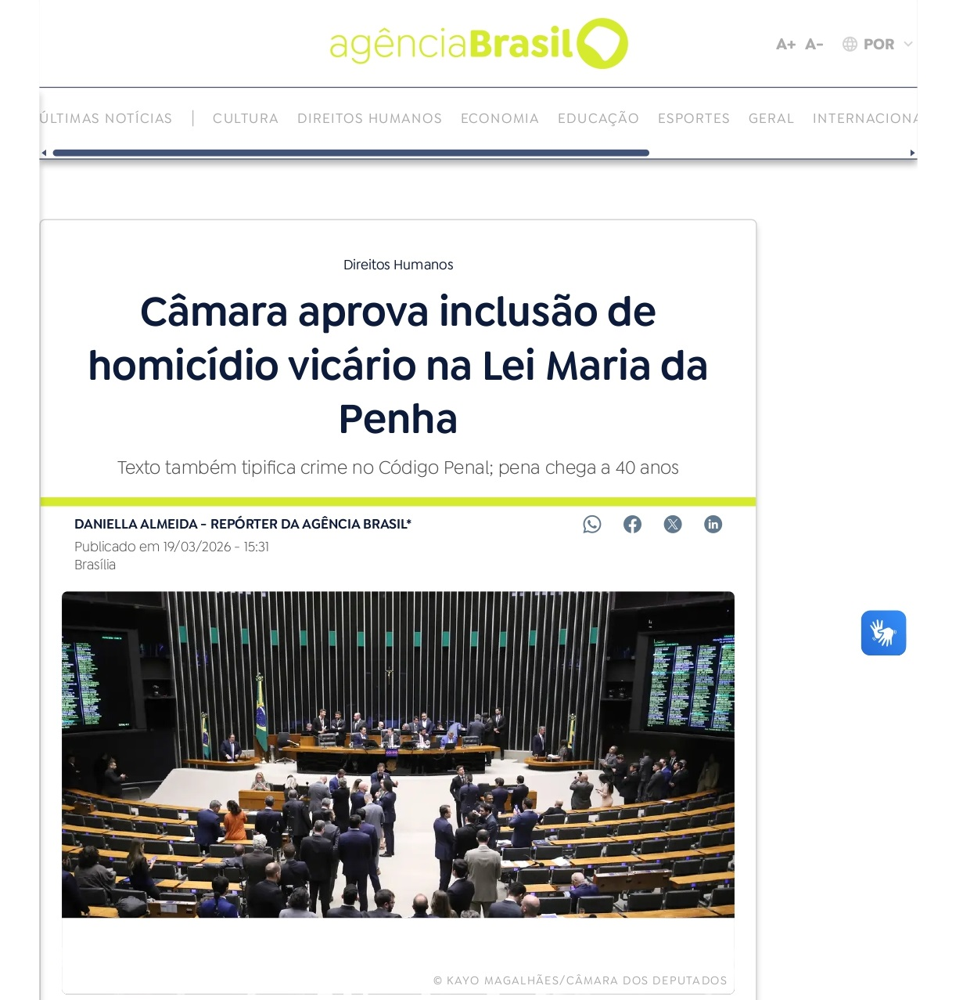 agênciaBrasil
A+ A- POR
ÚLTIMAS NOTÍCIAS | CULTURA DIREITOS HUMANOS ECONOMIA EDUCAÇÃO ESPORTES GERAL INTERNACIONA
Direitos Humanos
Câmara aprova inclusão de
homicídio vicário na Lei Maria da
Penha
Texto também tipifica crime no Código Penal; pena chega a 40 anos
DANIELLA ALMEIDA - REPÓRTER DA AGÊNCIA BRASIL*
Publicado em 19/03/2026 - 15:31
Brasília
© KAYO MAGALHÃES/CÂMARA DOS DEPUTADOS